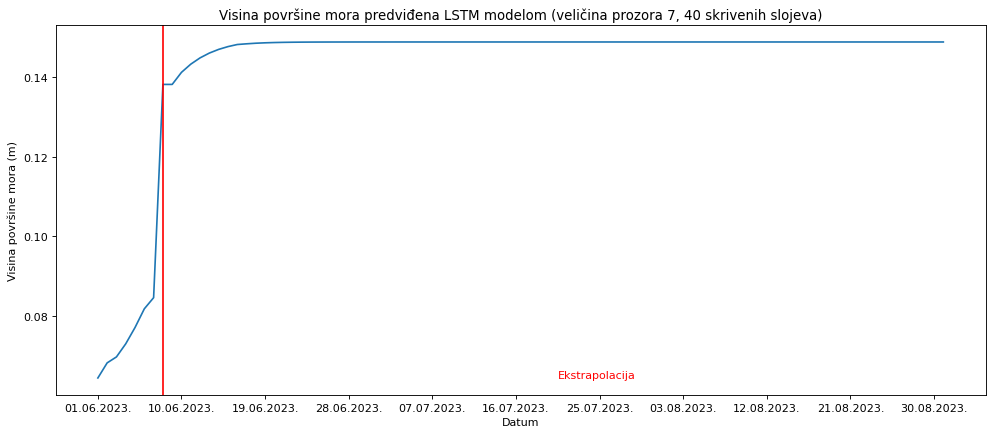 Visina površine mora predviđena LSTM modelom (veličina prozora 7, 40 skrivenih slojeva)
Visina površine mora (m)
0.14
0.12
0.10
0.08
Ekstrapolacija
01.06.2023. 10.06.2023. 19.06.2023. 28.06.2023. 07.07.2023. 16.07.2023. 25.07.2023. 03.08.2023. 12.08.2023. 21.08.2023. 30.08.2023.
Datum